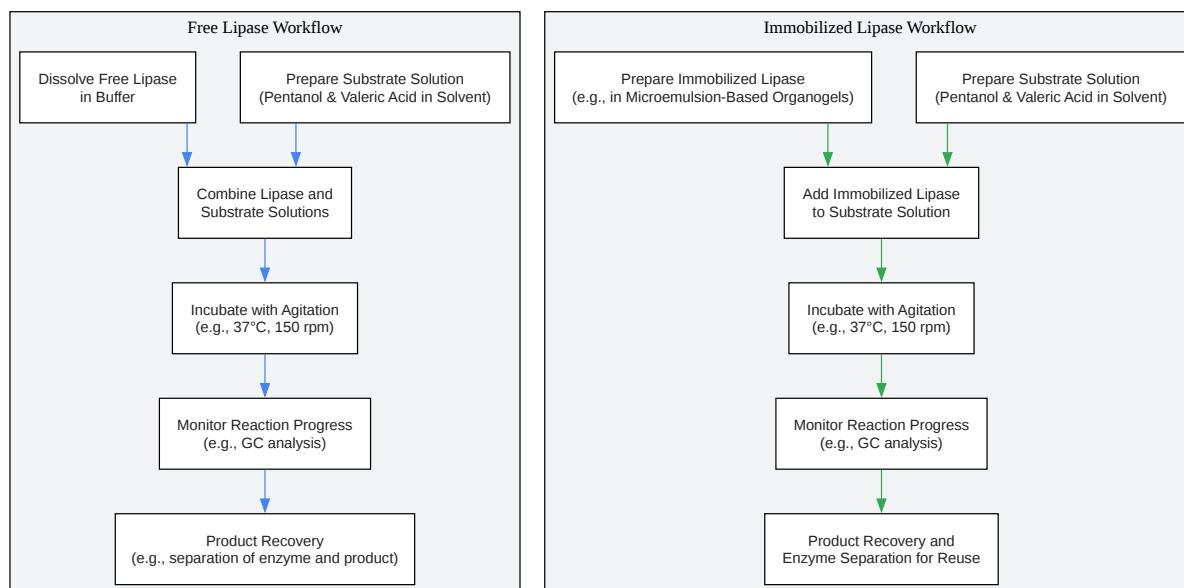 Free Lipase Workflow
Dissolve Free Lipase
in Buffer
Prepare Substrate Solution
(Pentanol & Valeric Acid in Solvent)
Combine Lipase and
Substrate Solutions
Incubate with Agitation
(e.g., 37°C, 150 rpm)
Monitor Reaction Progress
(e.g., GC analysis)
Product Recovery
(e.g., separation of enzyme and product)
Immobilized Lipase Workflow
Prepare Immobilized Lipase
(e.g., in Microemulsion-Based Organogels)
Prepare Substrate Solution
(Pentanol & Valeric Acid in Solvent)
Add Immobilized Lipase
to Substrate Solution
Incubate with Agitation
(e.g., 37°C, 150 rpm)
Monitor Reaction Progress
(e.g., GC analysis)
Product Recovery and
Enzyme Separation for Reuse